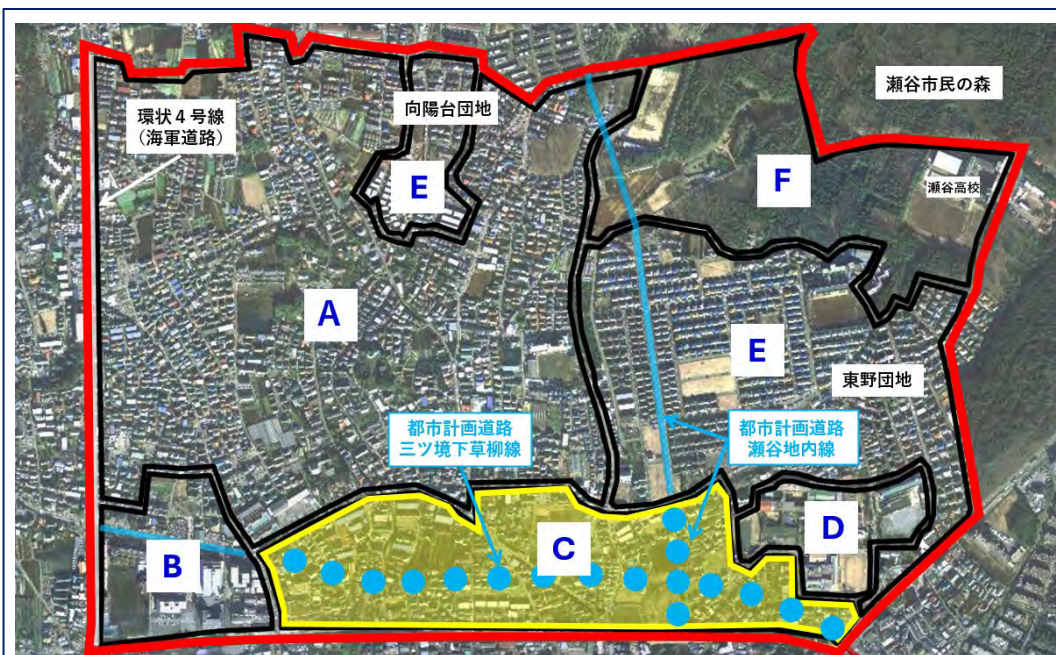 瀬谷市民の森
向陽台団地
環状4号線
(海軍道路)
瀬谷高校
E
F
A
E
東野団地
都市計画道路
三ツ境下草柳線
都市計画道路
瀬谷地内線
D
C
B